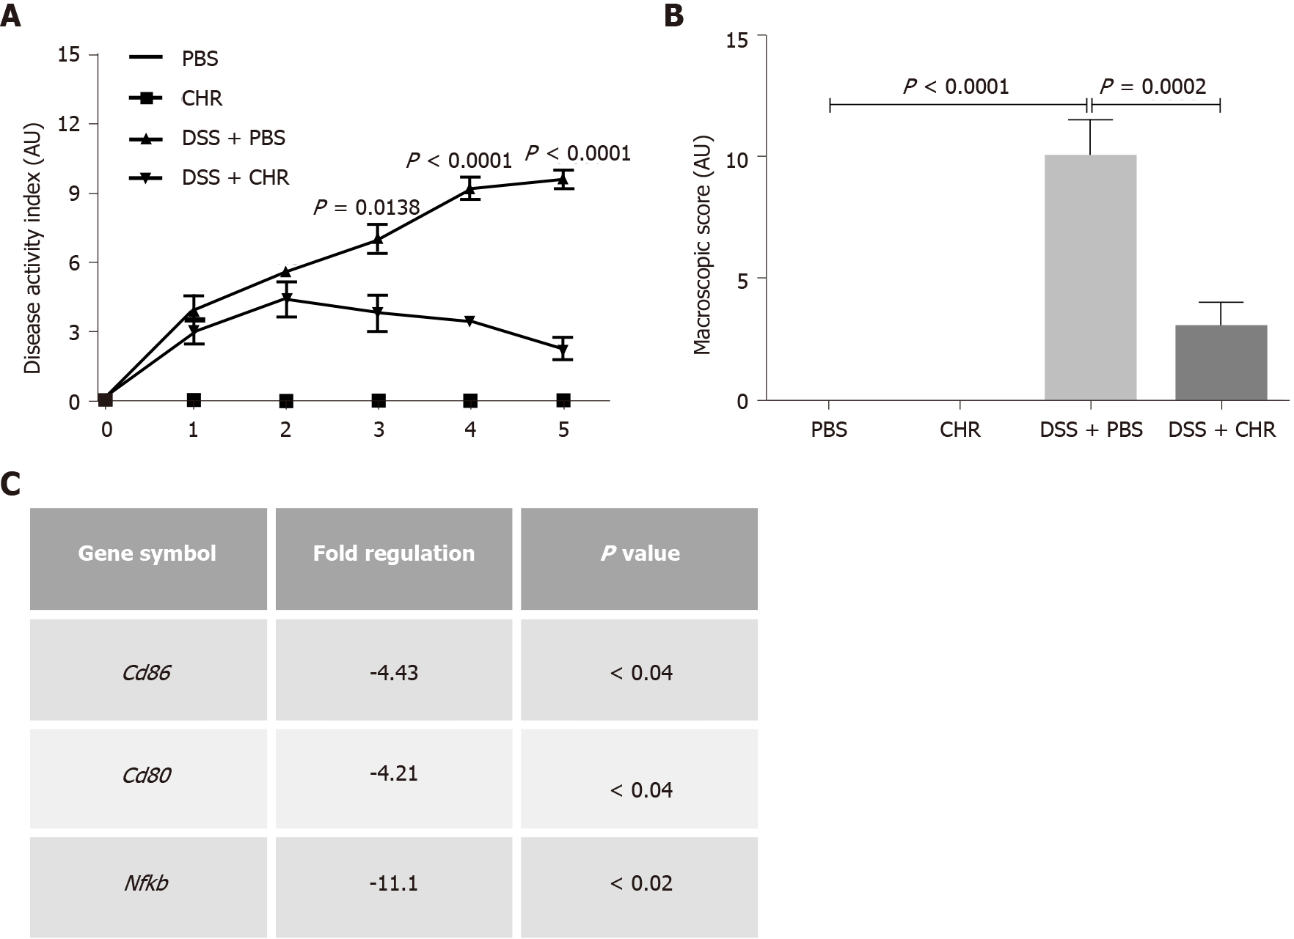 A
15
12
9
6
3
0
Disease activity index (AU)
PBS
CHR
DSS + PBS
DSS + CHR
P = 0.0138
P < 0.0001
P < 0.0001
0 1 2 3 4 5
B
15
10
5
0
Macroscopic score (AU)
P < 0.0001
P = 0.0002
PBS CHR DSS + PBS DSS + CHR
C
Gene symbol Fold regulation P value
Cd86 -4.43 < 0.04
Cd80 -4.21 < 0.04
Nfkb -11.1 < 0.02